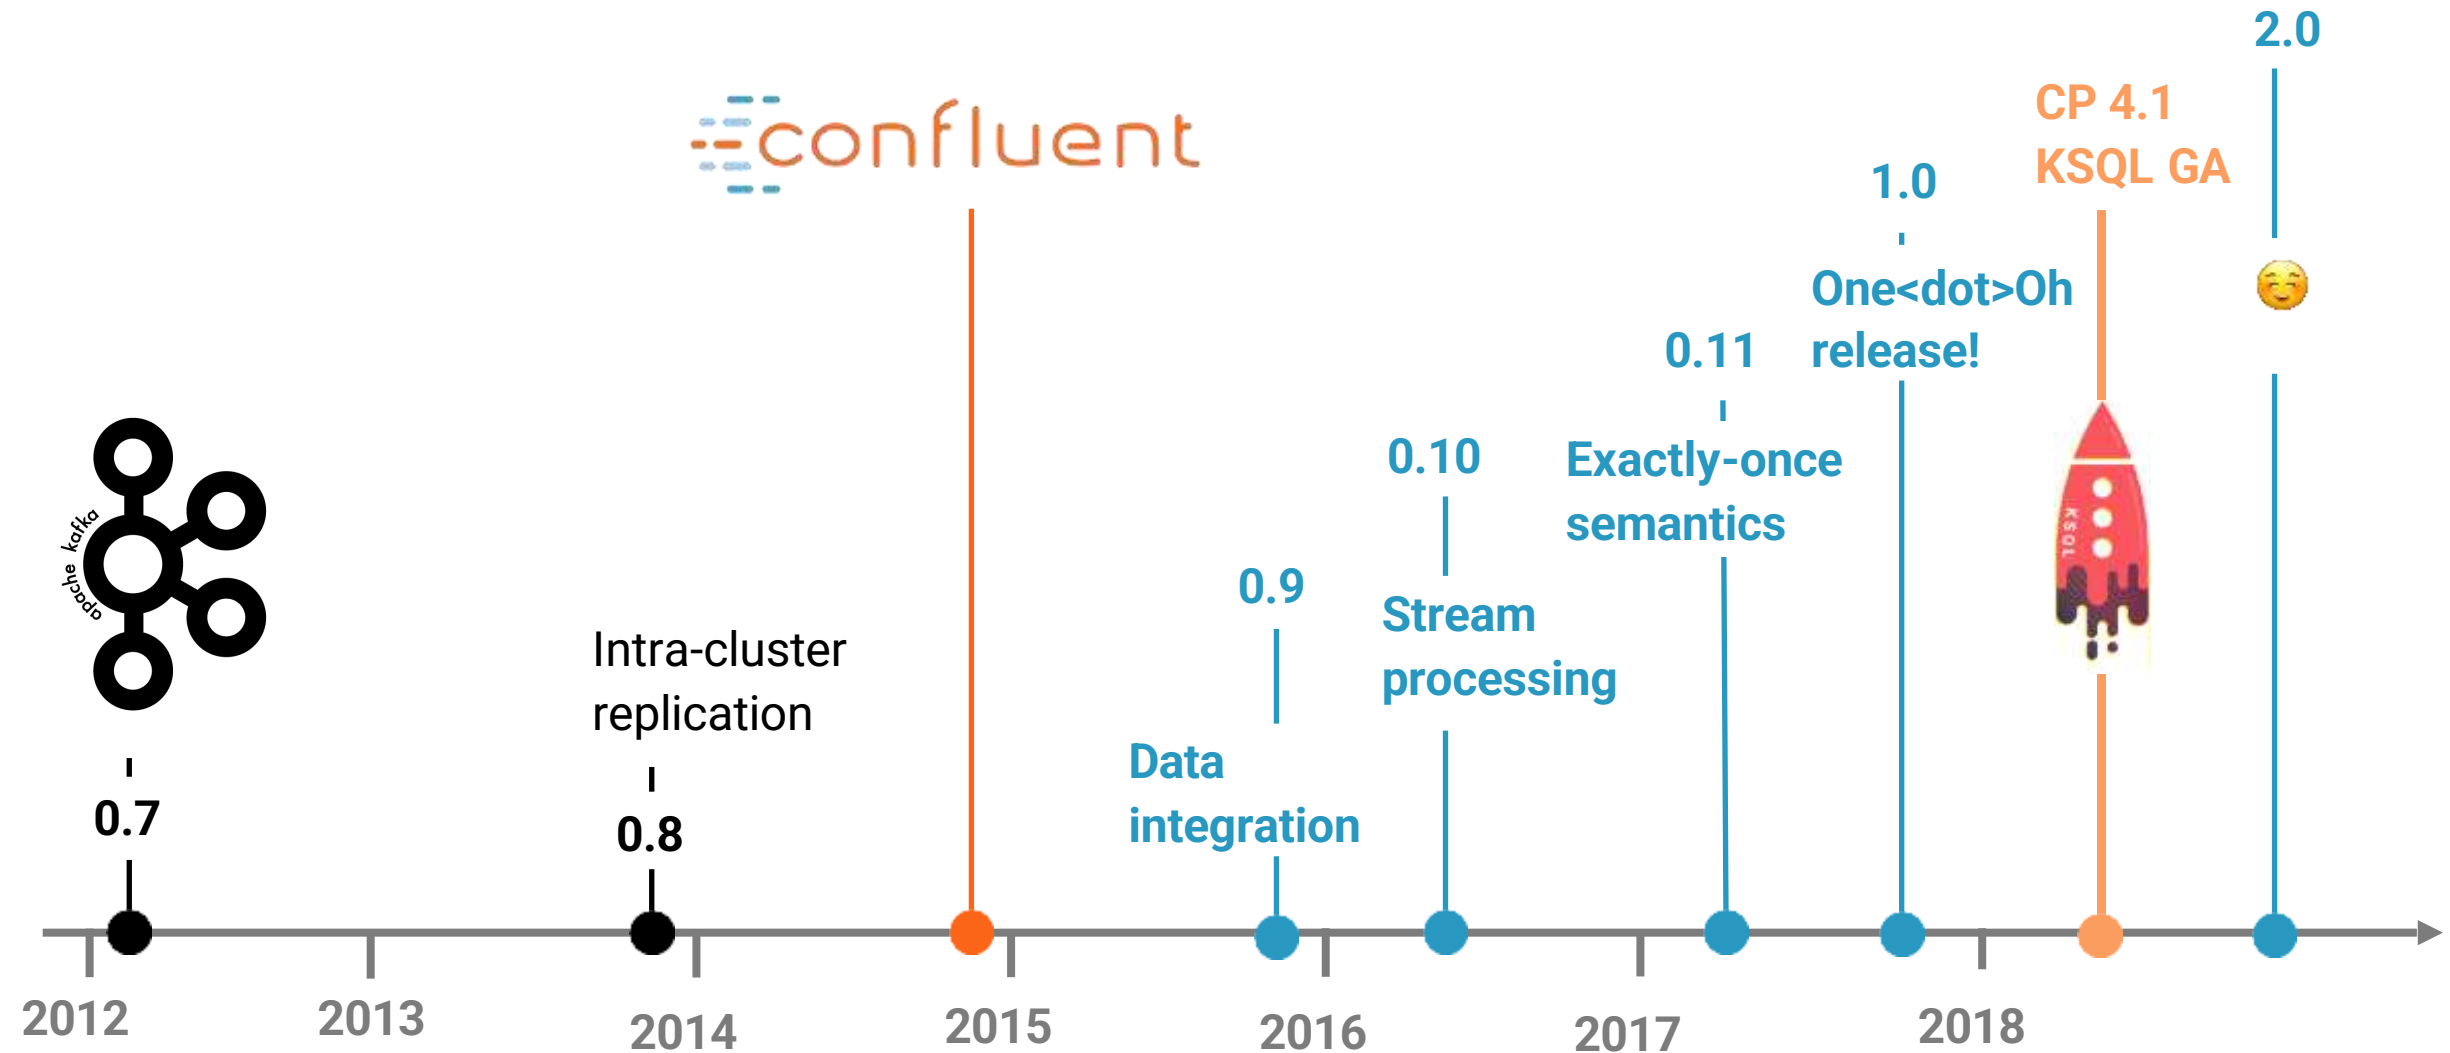 2.0
CP 4.1
KSQL GA
confluent
1.0
One<dot>Oh
release!
0.11
Exactly-once
semantics
0.10
Stream
processing
KSQL
apache kafka
0.9
Intra-cluster
replication
Data
integration
0.7
0.8
2012
2013
2014
2015
2016
2017
2018